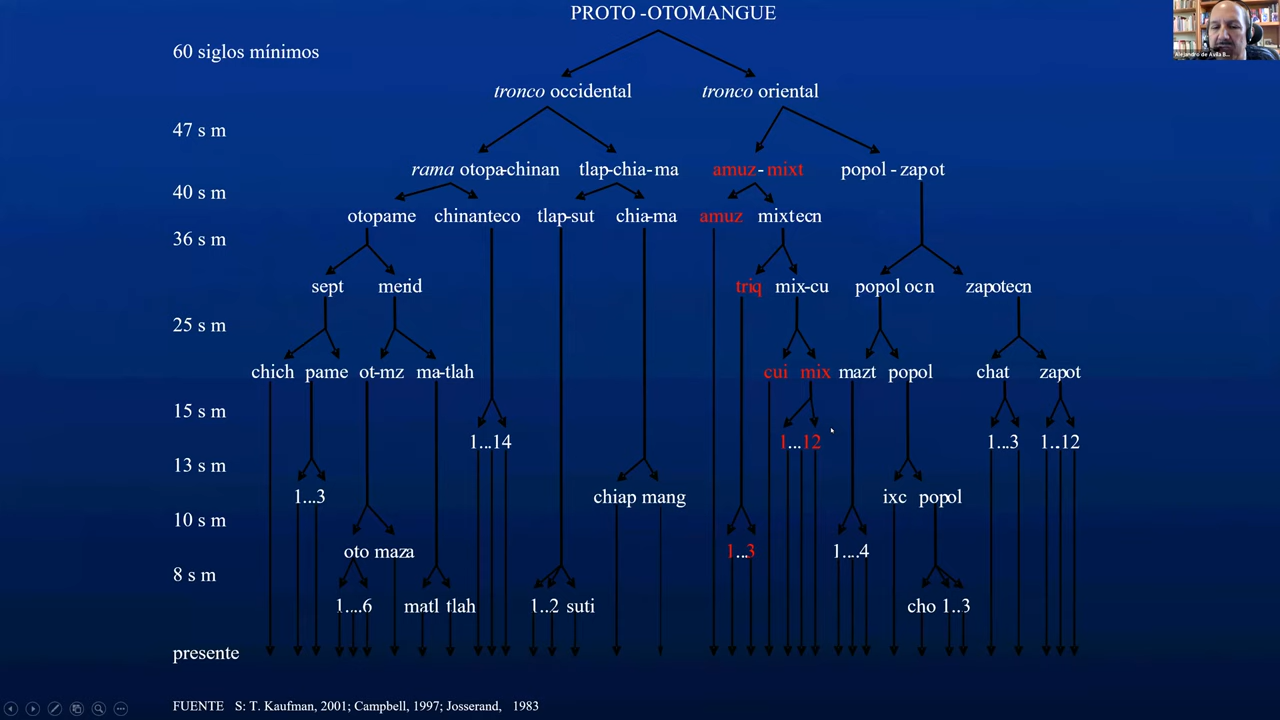 PROTO -OTOMANGUE
60 siglos mínimos
tronco occidental tronco oriental
47 s m
rama otopa-chinan tlap-chia-ma amuz-mixt popol - zapot
40 s m
otopame chinanteco tlap-sut chia-ma amuz mixtecn
36 s m
sept merid triq mix-cu popol ocn zapotecn
25 s m
chich pame ot-mz ma-tlah cui mix mazt popol chat zapot
15 s m
1...14 1...12 1...3 1...12
13 s m
1...3 chiap mang ixc popol
10 s m
oto maza 1...3 1....4
8 s m
1....6 matl tlah 1...2 suti cho 1...3
presente
FUENTE S: T. Kaufman, 2001; Campbell, 1997; Josserand, 1983